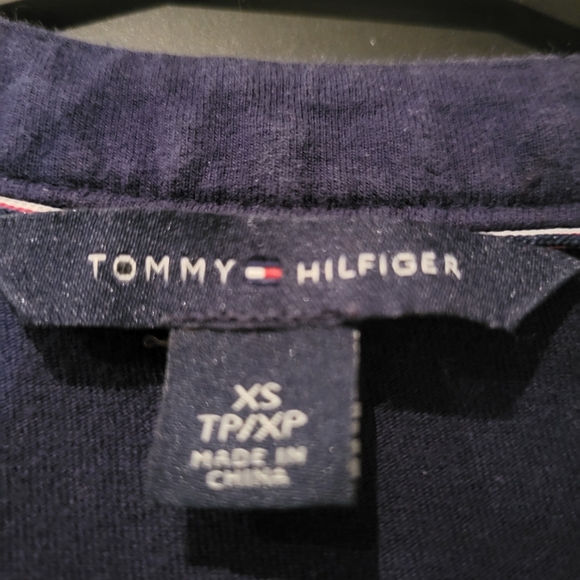 TOMMY HILFIGER
XS
TP/XP
MADE IN
CHINA